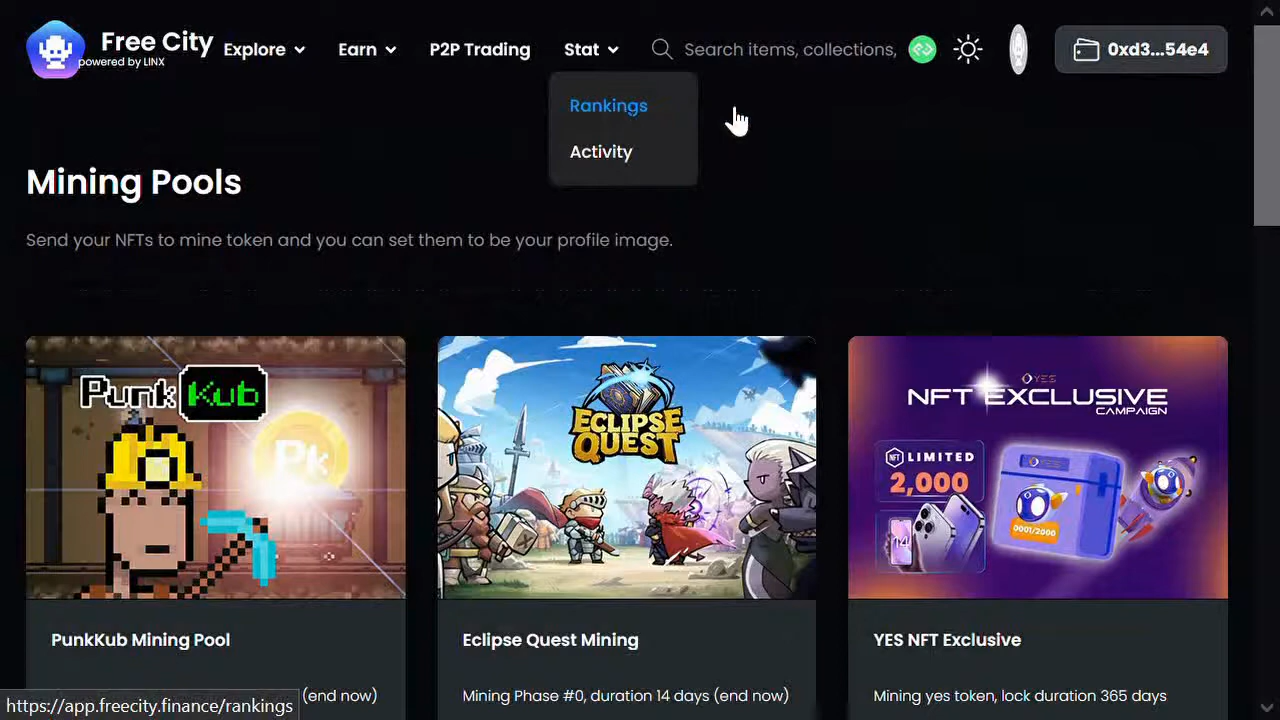 Free City
powered by LINX
Explore
Earn
P2P Trading
Stat
Search items, collections,
0xd3...54e4
Rankings
Activity
Mining Pools
Send your NFTs to mine token and you can set them to be your profile image.
Punk Kub
Pk
ECLIPSE
QUEST
YES
NFT EXCLUSIVE
CAMPAIGN
NFT LIMITED
2,000
14
0001/2000
PunkKub Mining Pool
Eclipse Quest Mining
YES NFT Exclusive
(end now)
Mining Phase #0, duration 14 days (end now)
Mining yes token, lock duration 365 days
https://app.freecity.finance/rankings